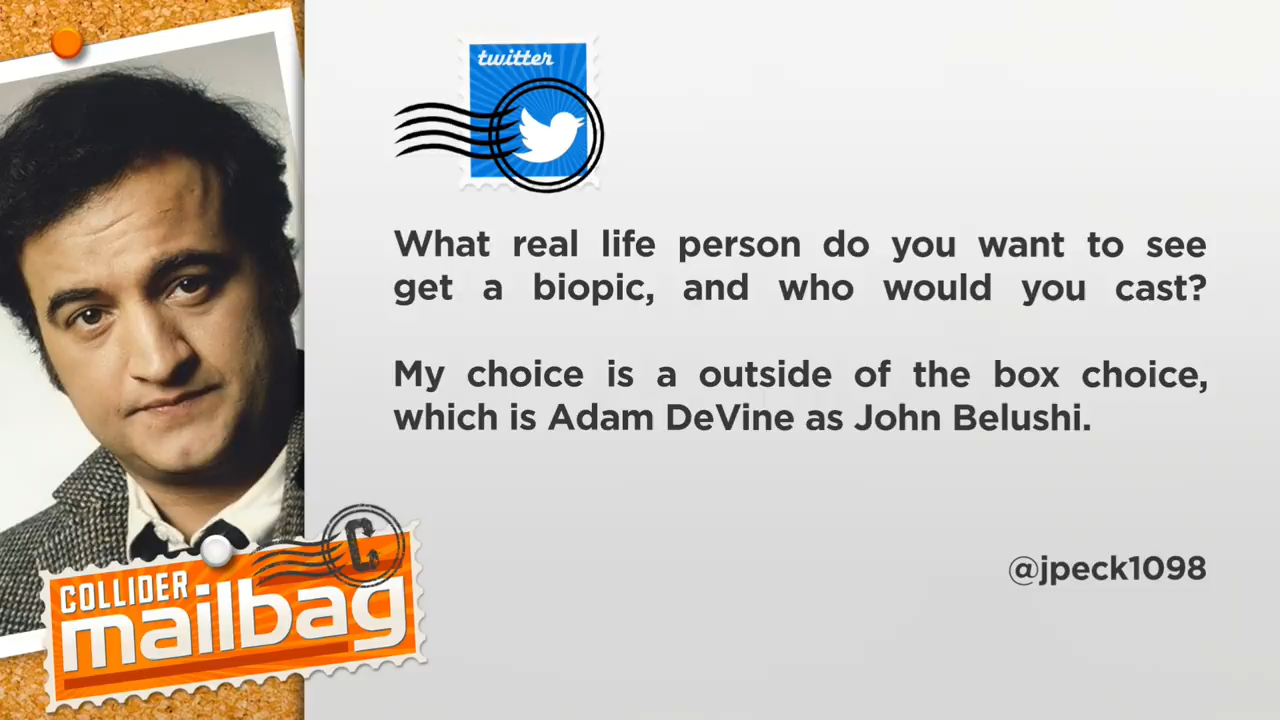 twitter
What real life person do you want to see
get a biopic, and who would you cast?
My choice is a outside of the box choice,
which is Adam DeVine as John Belushi.
@jpeck1098
C
COLLIDER
mailbag